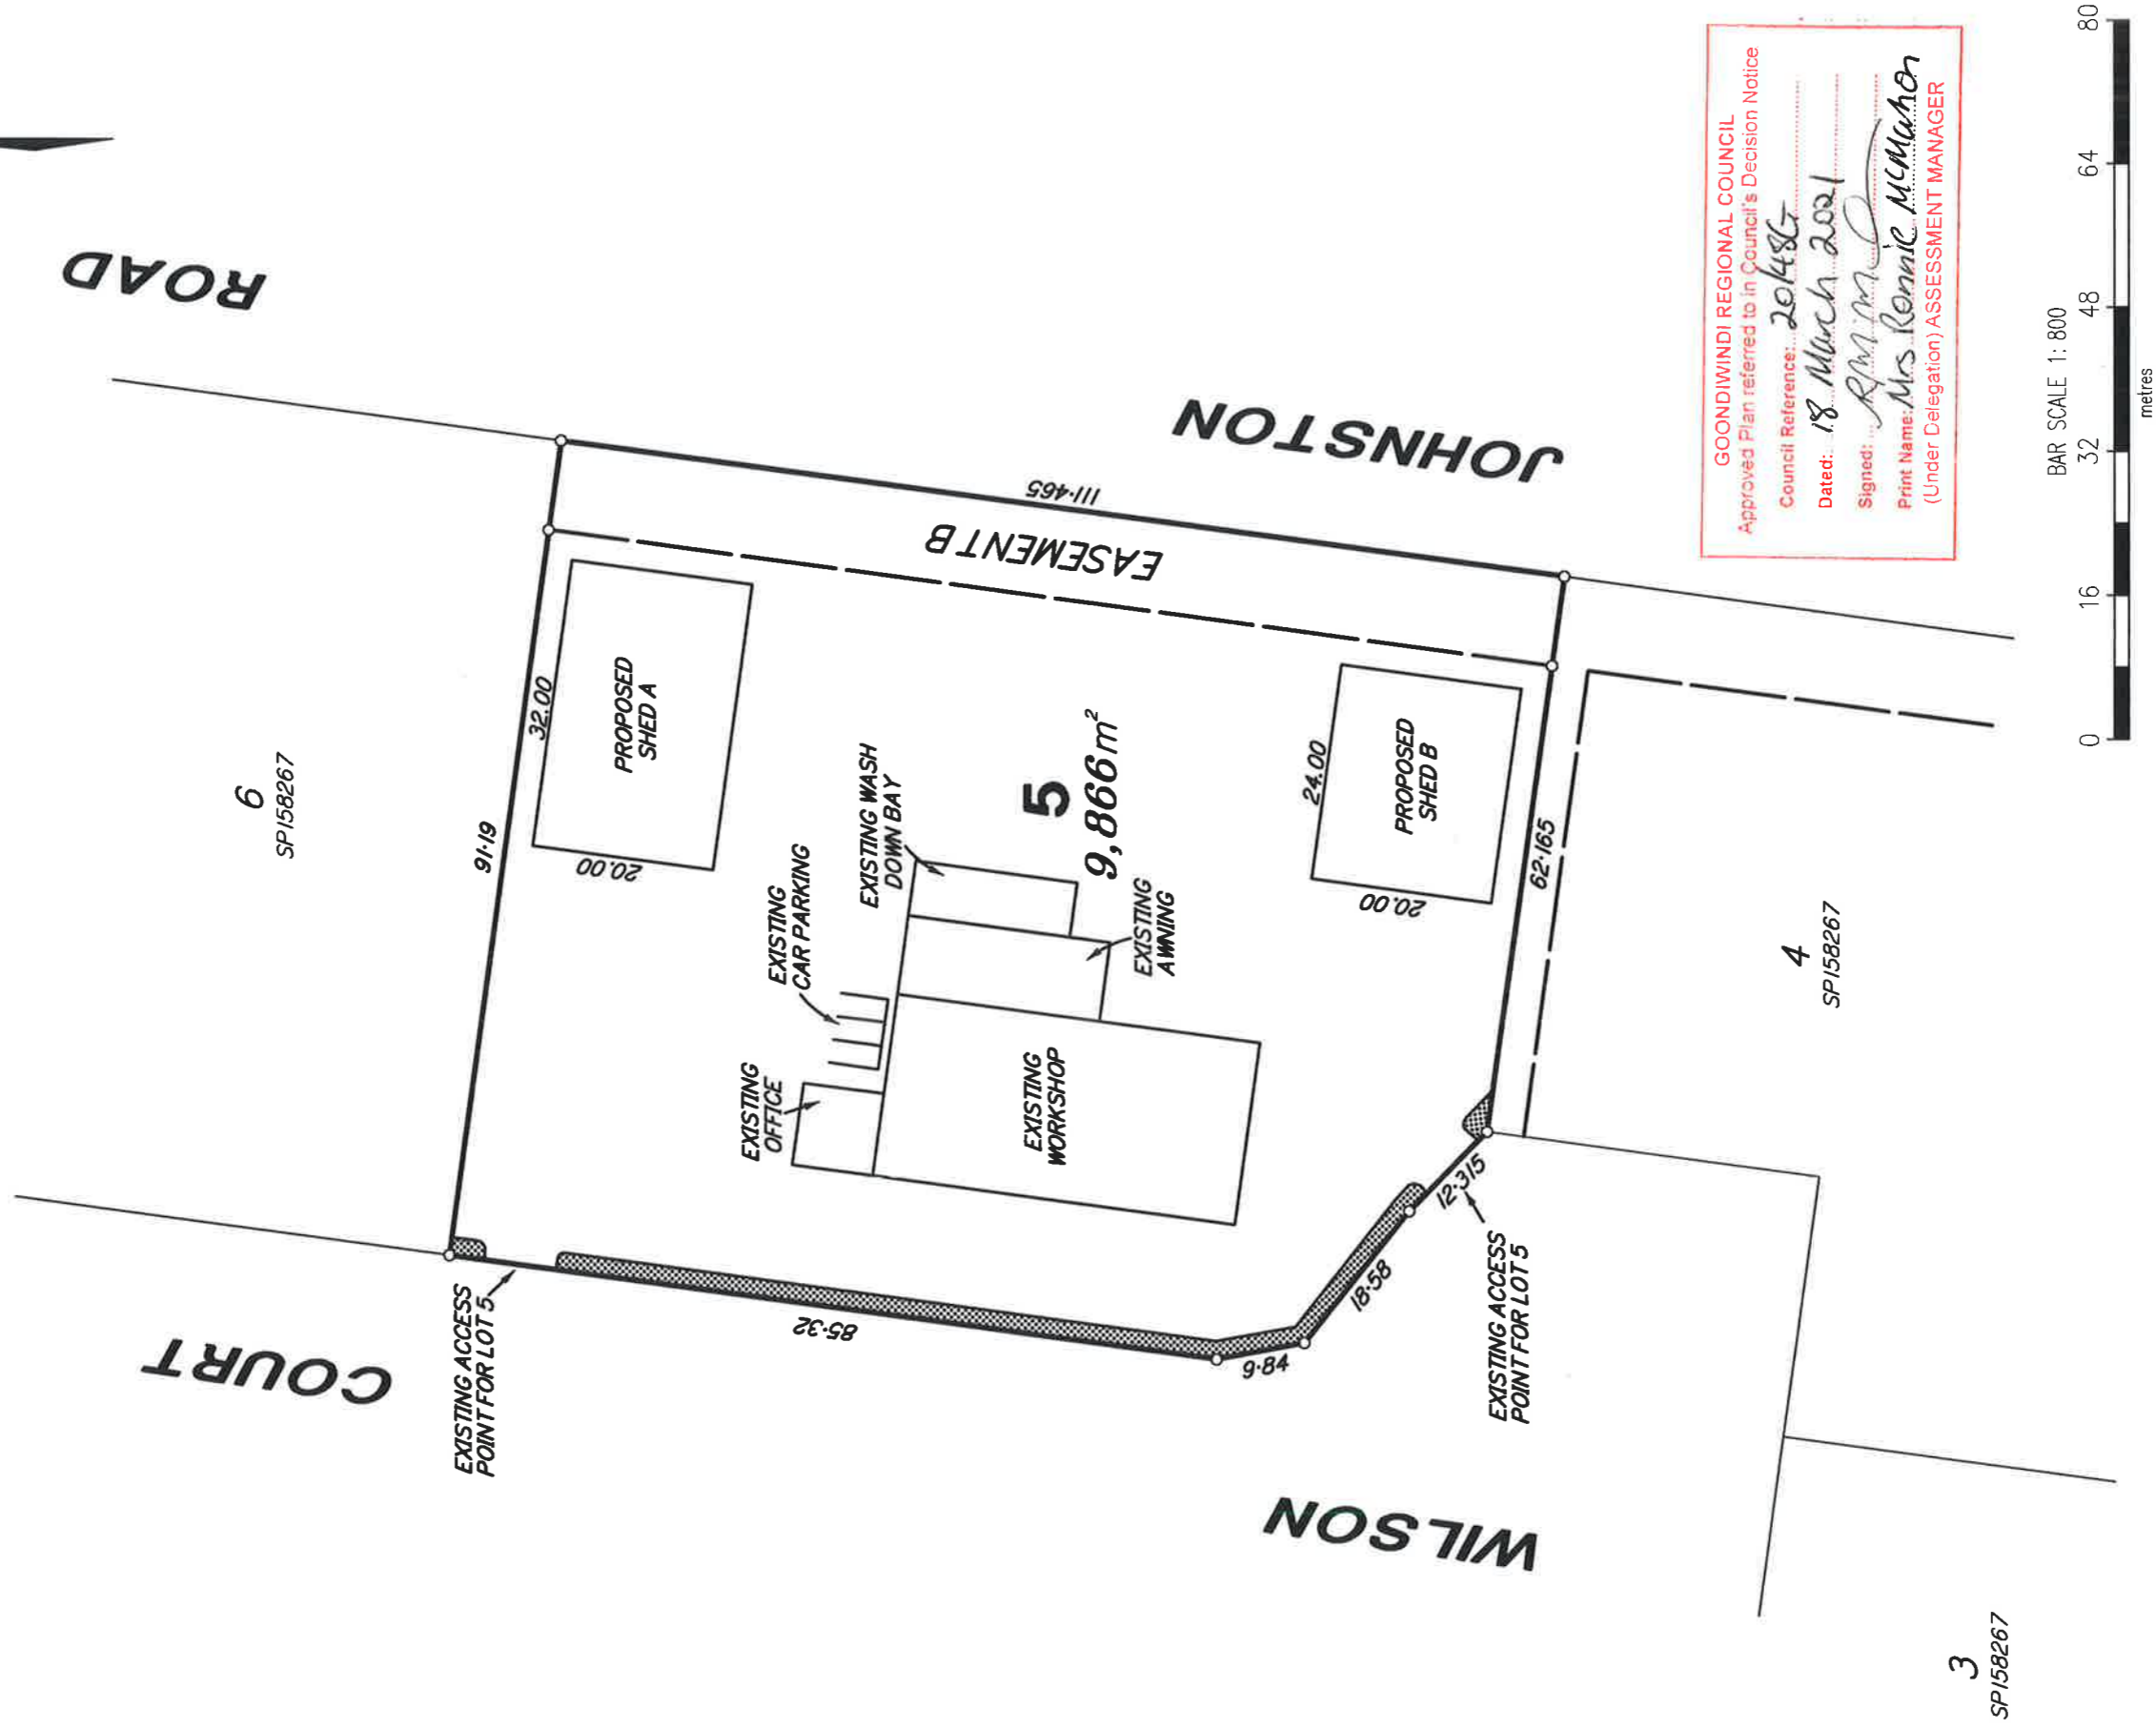 ROAD
COURT
JOHNSTON
WILSON
6
SP158267
91·19
32.00
PROPOSED
SHED A
20.00
111·465
EASEMENT B
EXISTING ACCESS
POINT FOR LOT 5
EXISTING
OFFICE
EXISTING
CAR PARKING
EXISTING WASH
DOWN BAY
5
9,866m²
EXISTING
AWNING
EXISTING
WORKSHOP
85·32
9·84
18·58
12·315
EXISTING ACCESS
POINT FOR LOT 5
24.00
PROPOSED
SHED B
20.00
62·165
4
SP158267
3
SP158267
GOONDIWINDI REGIONAL COUNCIL
Approved Plan referred to in Council's Decision Notice
Council Reference: 20/48G
Dated: 18 March 2021
Signed:
Print Name: Mrs Ronnie McMahon
(Under Delegation) ASSESSMENT MANAGER
BAR SCALE 1: 800
0 16 32 48 64 80
metres